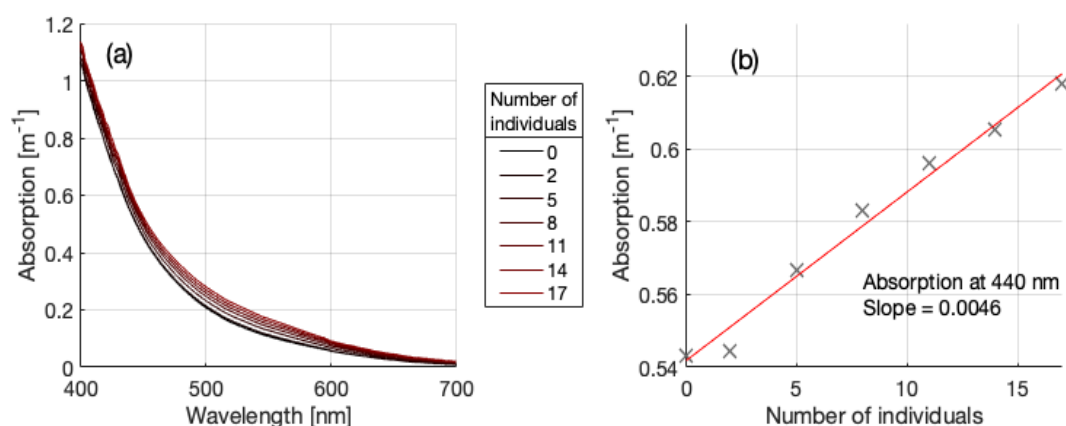 (a)
Absorption [m⁻¹]
1.2
1
0.8
0.6
0.4
0.2
0
400
500
600
700
Wavelength [nm]
Number of
individuals
0
2
5
8
11
14
17
(b)
Absorption [m⁻¹]
0.62
0.6
0.58
0.56
0.54
Absorption at 440 nm
Slope = 0.0046
0
5
10
15
Number of individuals